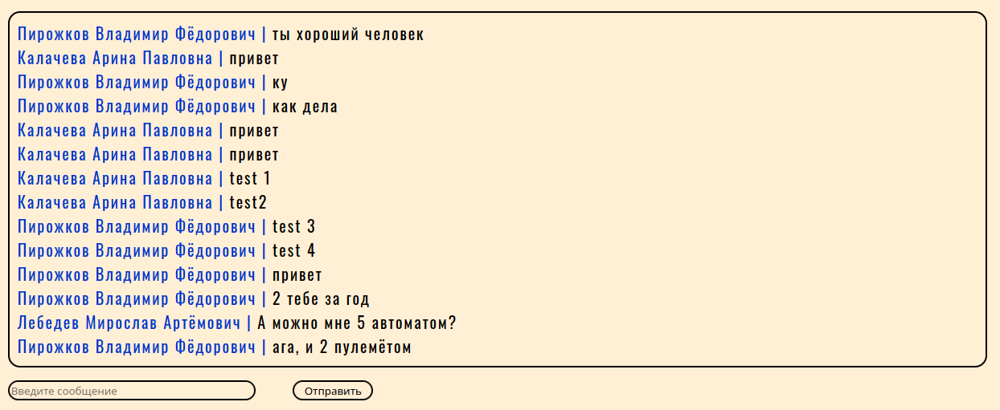 Пирожков Владимир Фёдорович | ты хороший человек
Калачева Арина Павловна | привет
Пирожков Владимир Фёдорович | ку
Пирожков Владимир Фёдорович | как дела
Калачева Арина Павловна | привет
Калачева Арина Павловна | привет
Калачева Арина Павловна | test 1
Калачева Арина Павловна | test2
Пирожков Владимир Фёдорович | test 3
Пирожков Владимир Фёдорович | test 4
Пирожков Владимир Фёдорович | привет
Пирожков Владимир Фёдорович | 2 тебе за год
Лебедев Мирослав Артёмович | А можно мне 5 автоматом?
Пирожков Владимир Фёдорович | ага, и 2 пулемётом
Введите сообщение Отправить